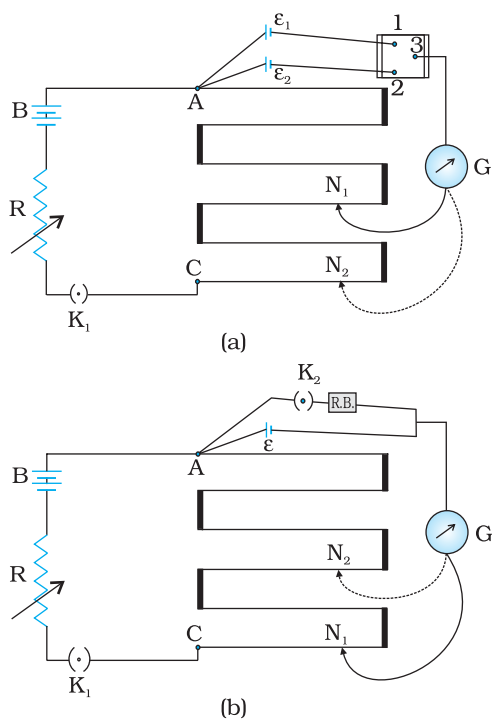 ε₁
1
3
ε₂
2
A
B
G
N₁
R
C
N₂
K₁
(a)
K₂
R.B.
ε
A
B
G
N₂
R
C
N₁
K₁
(b)